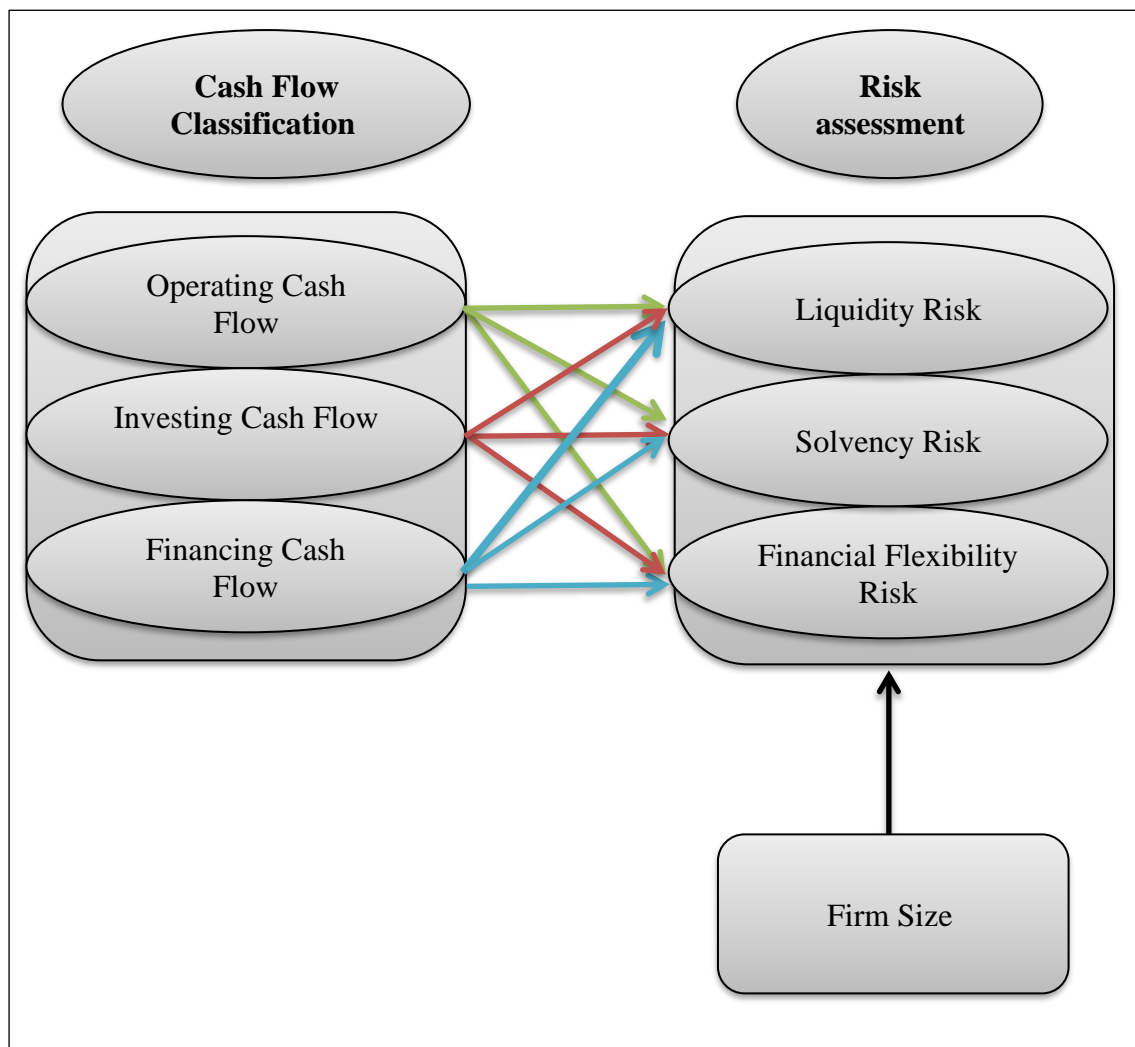 Cash Flow
Classification
Risk
assessment
Operating Cash
Flow
Investing Cash Flow
Financing Cash
Flow
Liquidity Risk
Solvency Risk
Financial Flexibility
Risk
Firm Size